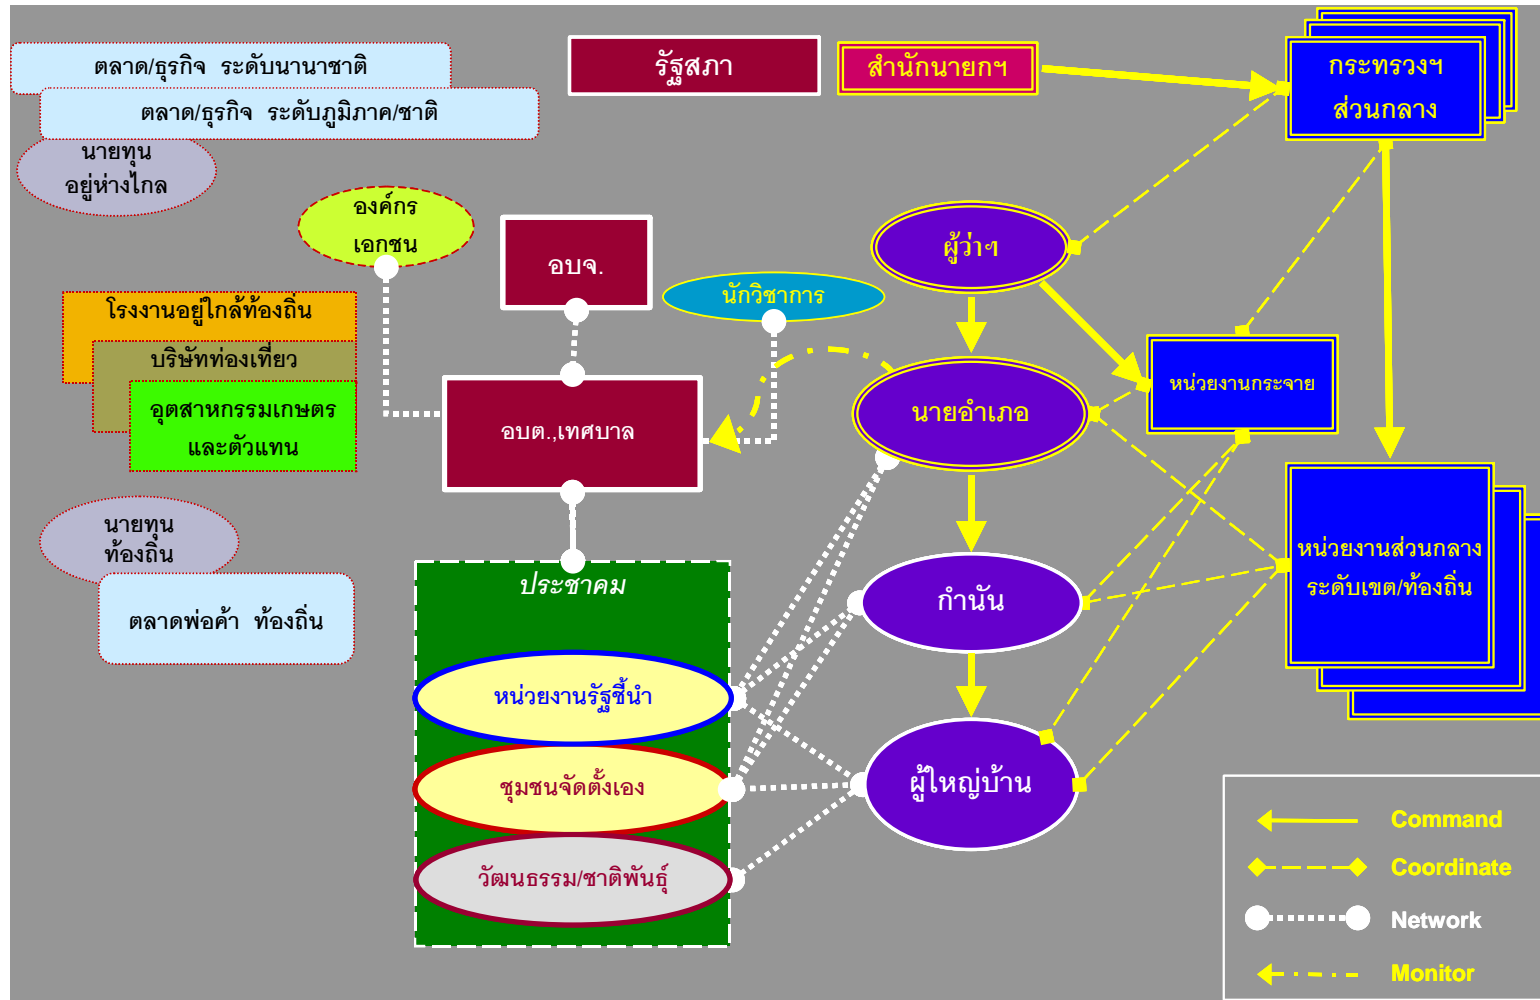 ตลาด/ธุรกิจ ระดับนานาชาติ
ตลาด/ธุรกิจ ระดับภูมิภาค/ชาติ
นายทุน
อยู่ห่างไกล
รัฐสภา
สำนักนายกฯ
กระทรวงฯ
ส่วนกลาง
องค์กร
เอกชน
อบจ.
นักวิชาการ
ผู้ว่าฯ
โรงงานอยู่ใกล้ท้องถิ่น
บริษัทท่องเที่ยว
อุตสาหกรรมเกษตร
และตัวแทน
อบต.,เทศบาล
นายอำเภอ
หน่วยงานกระจาย
นายทุน
ท้องถิ่น
ตลาดพ่อค้า ท้องถิ่น
ประชาคม
กำนัน
หน่วยงานส่วนกลาง
ระดับเขต/ท้องถิ่น
หน่วยงานรัฐชี้นำ
ชุมชนจัดตั้งเอง
วัฒนธรรม/ชาติพันธุ์
ผู้ใหญ่บ้าน
Command
Coordinate
Network
Monitor